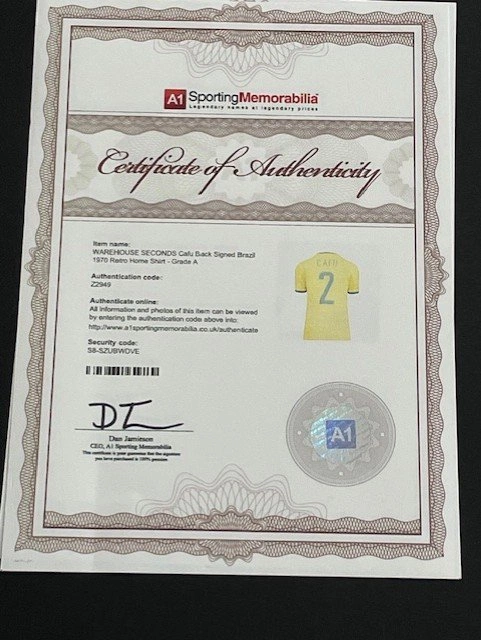 A1 SportingMemorabilia
Legendary names at legendary prices
Certificate of Authenticity
Item name:
WAREHOUSE SECONDS Cafu Back Signed Brazil
1970 Retro Home Shirt - Grade A
Authentication code:
Z2949
Authenticate online:
All information and photos of this item can be viewed
by entering the authentication code above into:
http://www.a1sportingmemorabilia.co.uk/authenticate
Security code:
S8-SZUBWDVE
CAFU
2
Dan Jamieson
CEO, A1 Sporting Memorabilia
This certificate is your guarantee that the signature
you have purchased is 100% genuine
A1